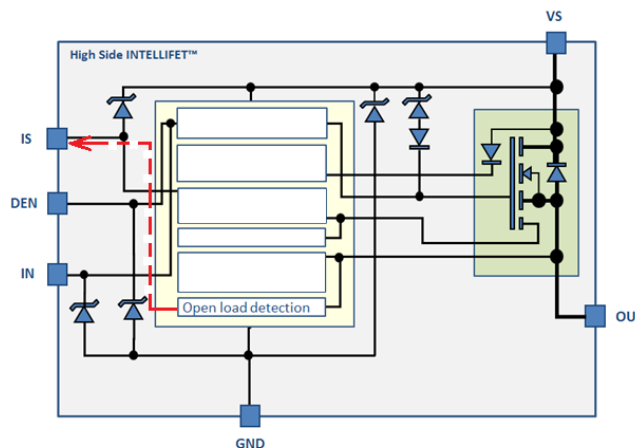 VS
High Side INTELLIFET™
IS
DEN
IN
Open load detection
OU
GND